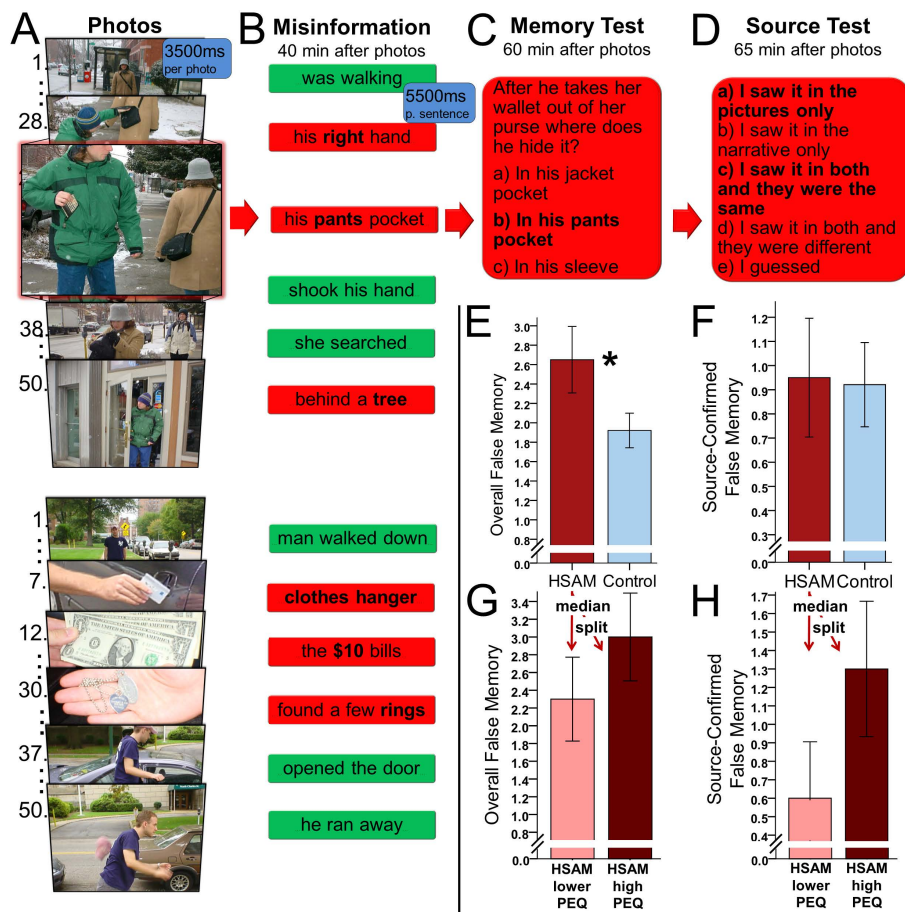 A Photos
3500ms
per photo
1.
28.
38.
50.
1.
7.
12.
30.
37.
50.
B Misinformation
40 min after photos
was walking
5500ms
p. sentence
his right hand
his pants pocket
shook his hand
she searched
behind a tree
man walked down
clothes hanger
the $10 bills
found a few rings
opened the door
he ran away
C Memory Test
60 min after photos
After he takes her
wallet out of her
purse where does
he hide it?
a) In his jacket
pocket
b) In his pants
pocket
c) In his sleeve
D Source Test
65 min after photos
a) I saw it in the
pictures only
b) I saw it in the
narrative only
c) I saw it in both
and they were the
same
d) I saw it in both and
they were different
e) I guessed
E
Overall False Memory
3.0
2.8
2.6
2.4
2.2
2.0
1.8
1.6
1.4
1.2
1.0
0.8
0.0
*
HSAM Control
F
Source-Confirmed
False Memory
1.2
1.1
1.0
0.9
0.8
0.7
0.6
0.5
0.4
0.3
0.0
HSAM Control
G
Overall False Memory
3.4
3.2
3.0
2.8
2.6
2.4
2.2
2.0
1.8
1.6
1.4
1.2
1.0
0.8
0.0
median
split
HSAM
lower
PEQ
HSAM
high
PEQ
H
Source-Confirmed
False Memory
1.7
1.6
1.5
1.4
1.3
1.2
1.1
1.0
0.9
0.8
0.7
0.6
0.5
0.4
0.0
median
split
HSAM
lower
PEQ
HSAM
high
PEQ